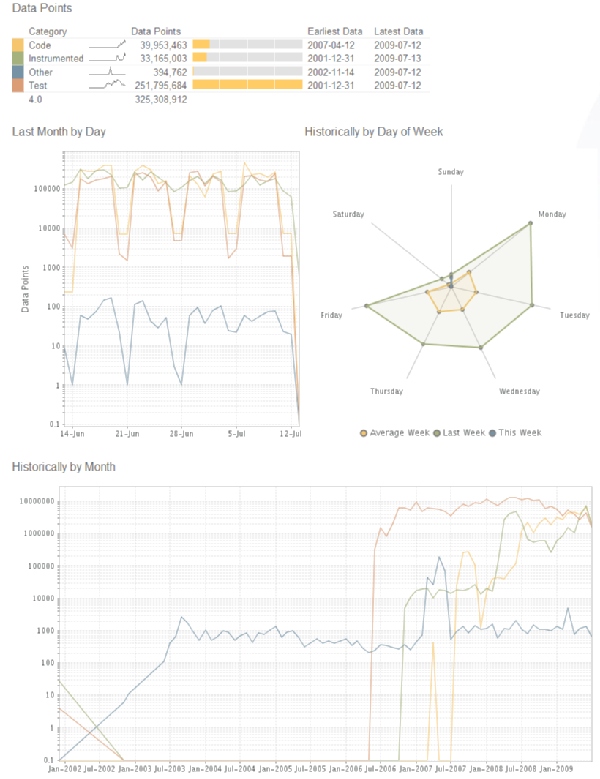 Data Points
Category Data Points Earliest Data Latest Data
Code 39,953,463 2007-04-12 2009-07-12
Instrumented 33,165,003 2001-12-31 2009-07-13
Other 394,762 2002-11-14 2009-07-12
Test 251,795,684 2001-12-31 2009-07-12
4.0 325,308,912
Last Month by Day
Historically by Day of Week
100000
10000
1000
100
10
1
0.1
Data Points
14-Jun 21-Jun 28-Jun 5-Jul 12-Jul
Sunday
Saturday
Monday
Friday
Tuesday
Thursday
Wednesday
Average Week Last Week This Week
Historically by Month
10000000
1000000
100000
10000
1000
100
10
1
0.1
Jan-2002 Jul-2002 Jan-2003 Jul-2003 Jan-2004 Jul-2004 Jan-2005 Jul-2005 Jan-2006 Jul-2006 Jan-2007 Jul-2007 Jan-2008 Jul-2008 Jan-2009